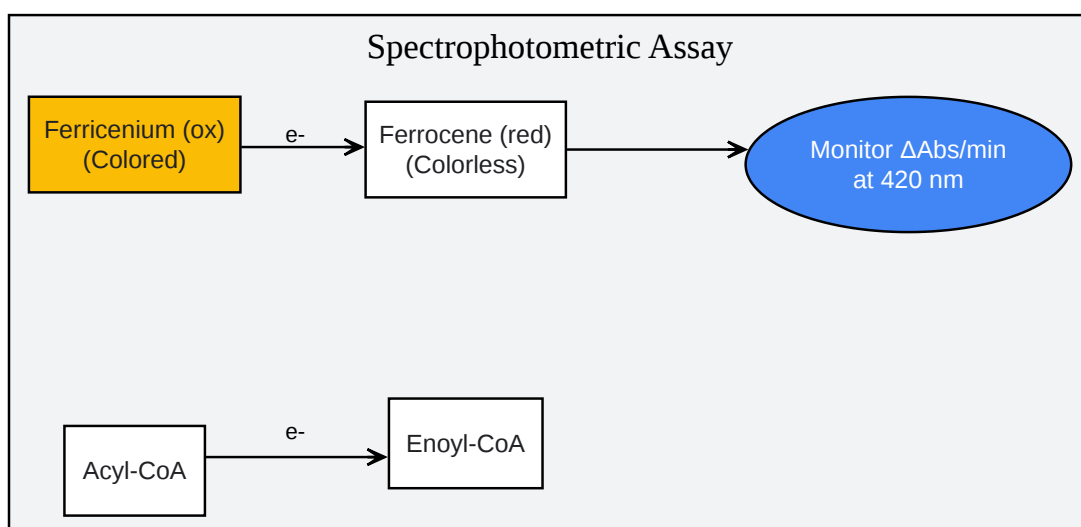 Spectrophotometric Assay
Ferricenium (ox)
(Colored)
e-
Ferrocene (red)
(Colorless)
Monitor ΔAbs/min
at 420 nm
Acyl-CoA
e-
Enoyl-CoA